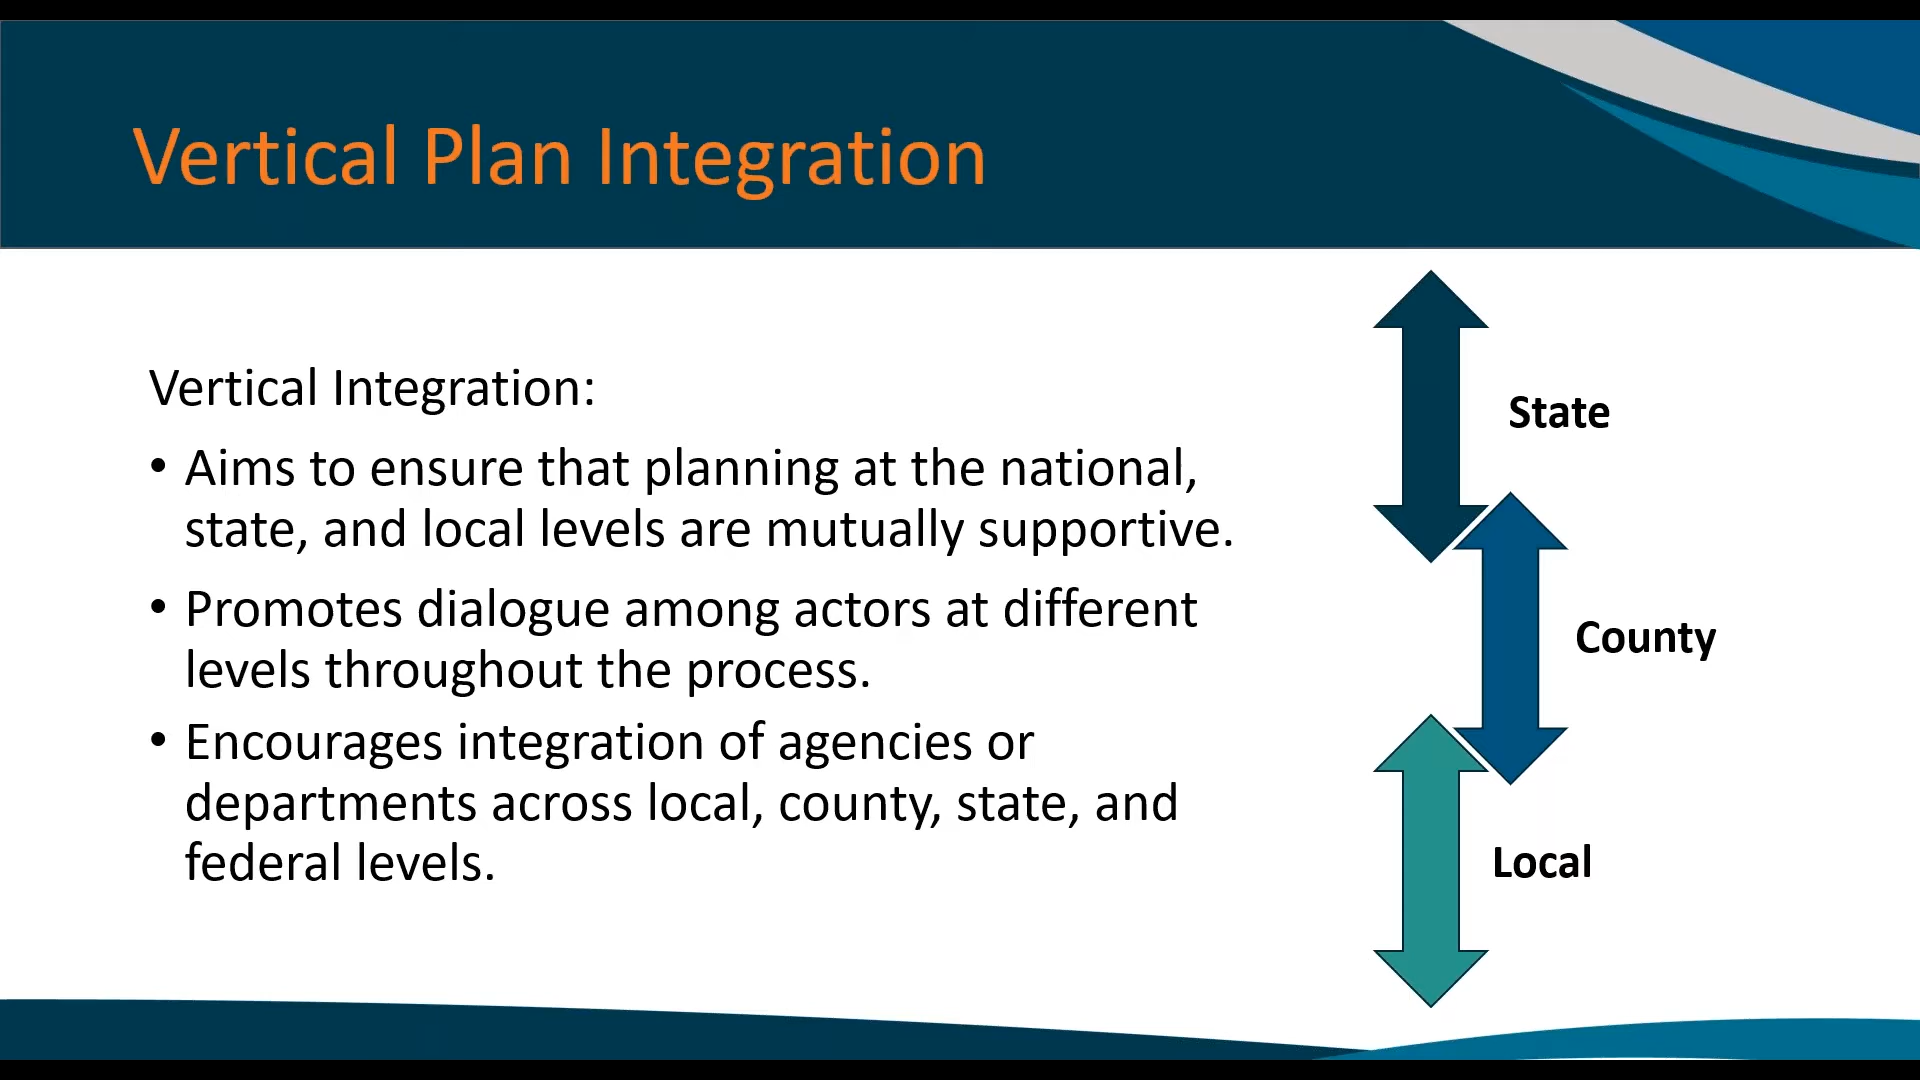 Vertical Plan Integration
Vertical Integration:
• Aims to ensure that planning at the national,
state, and local levels are mutually supportive.
• Promotes dialogue among actors at different
levels throughout the process.
• Encourages integration of agencies or
departments across local, county, state, and
federal levels.
State
County
Local